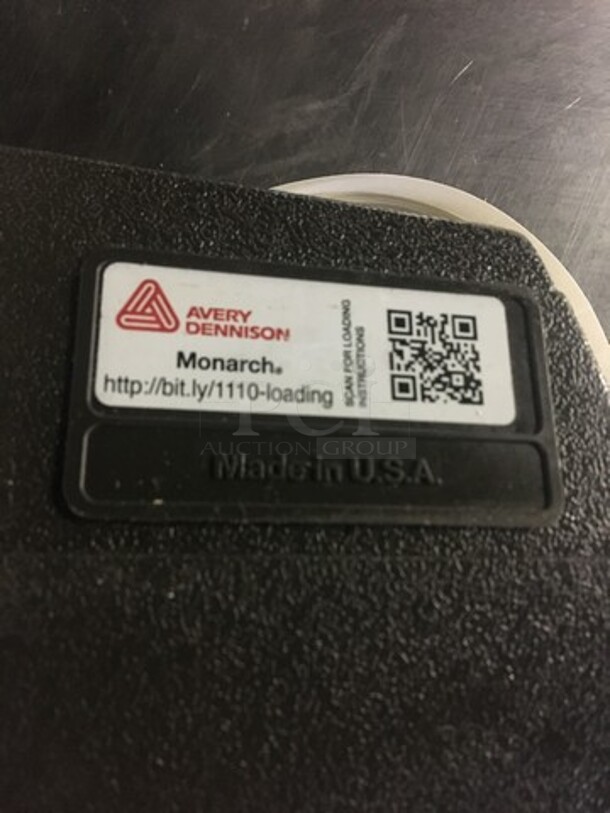 AVERY
DENNISON
Monarch®
http://bit.ly/1110-loading
SCAN FOR LOADING
INSTRUCTIONS
PCI
AUCTION GROUP
Made in U.S.A.